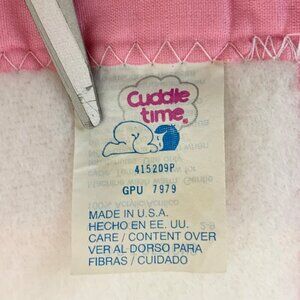 Cuddle
time®
415209P
GPU 7979
MADE IN U.S.A.
HECHO EN EE. UU.
CARE / CONTENT OVER
VER AL DORSO PARA
FIBRAS / CUIDADO